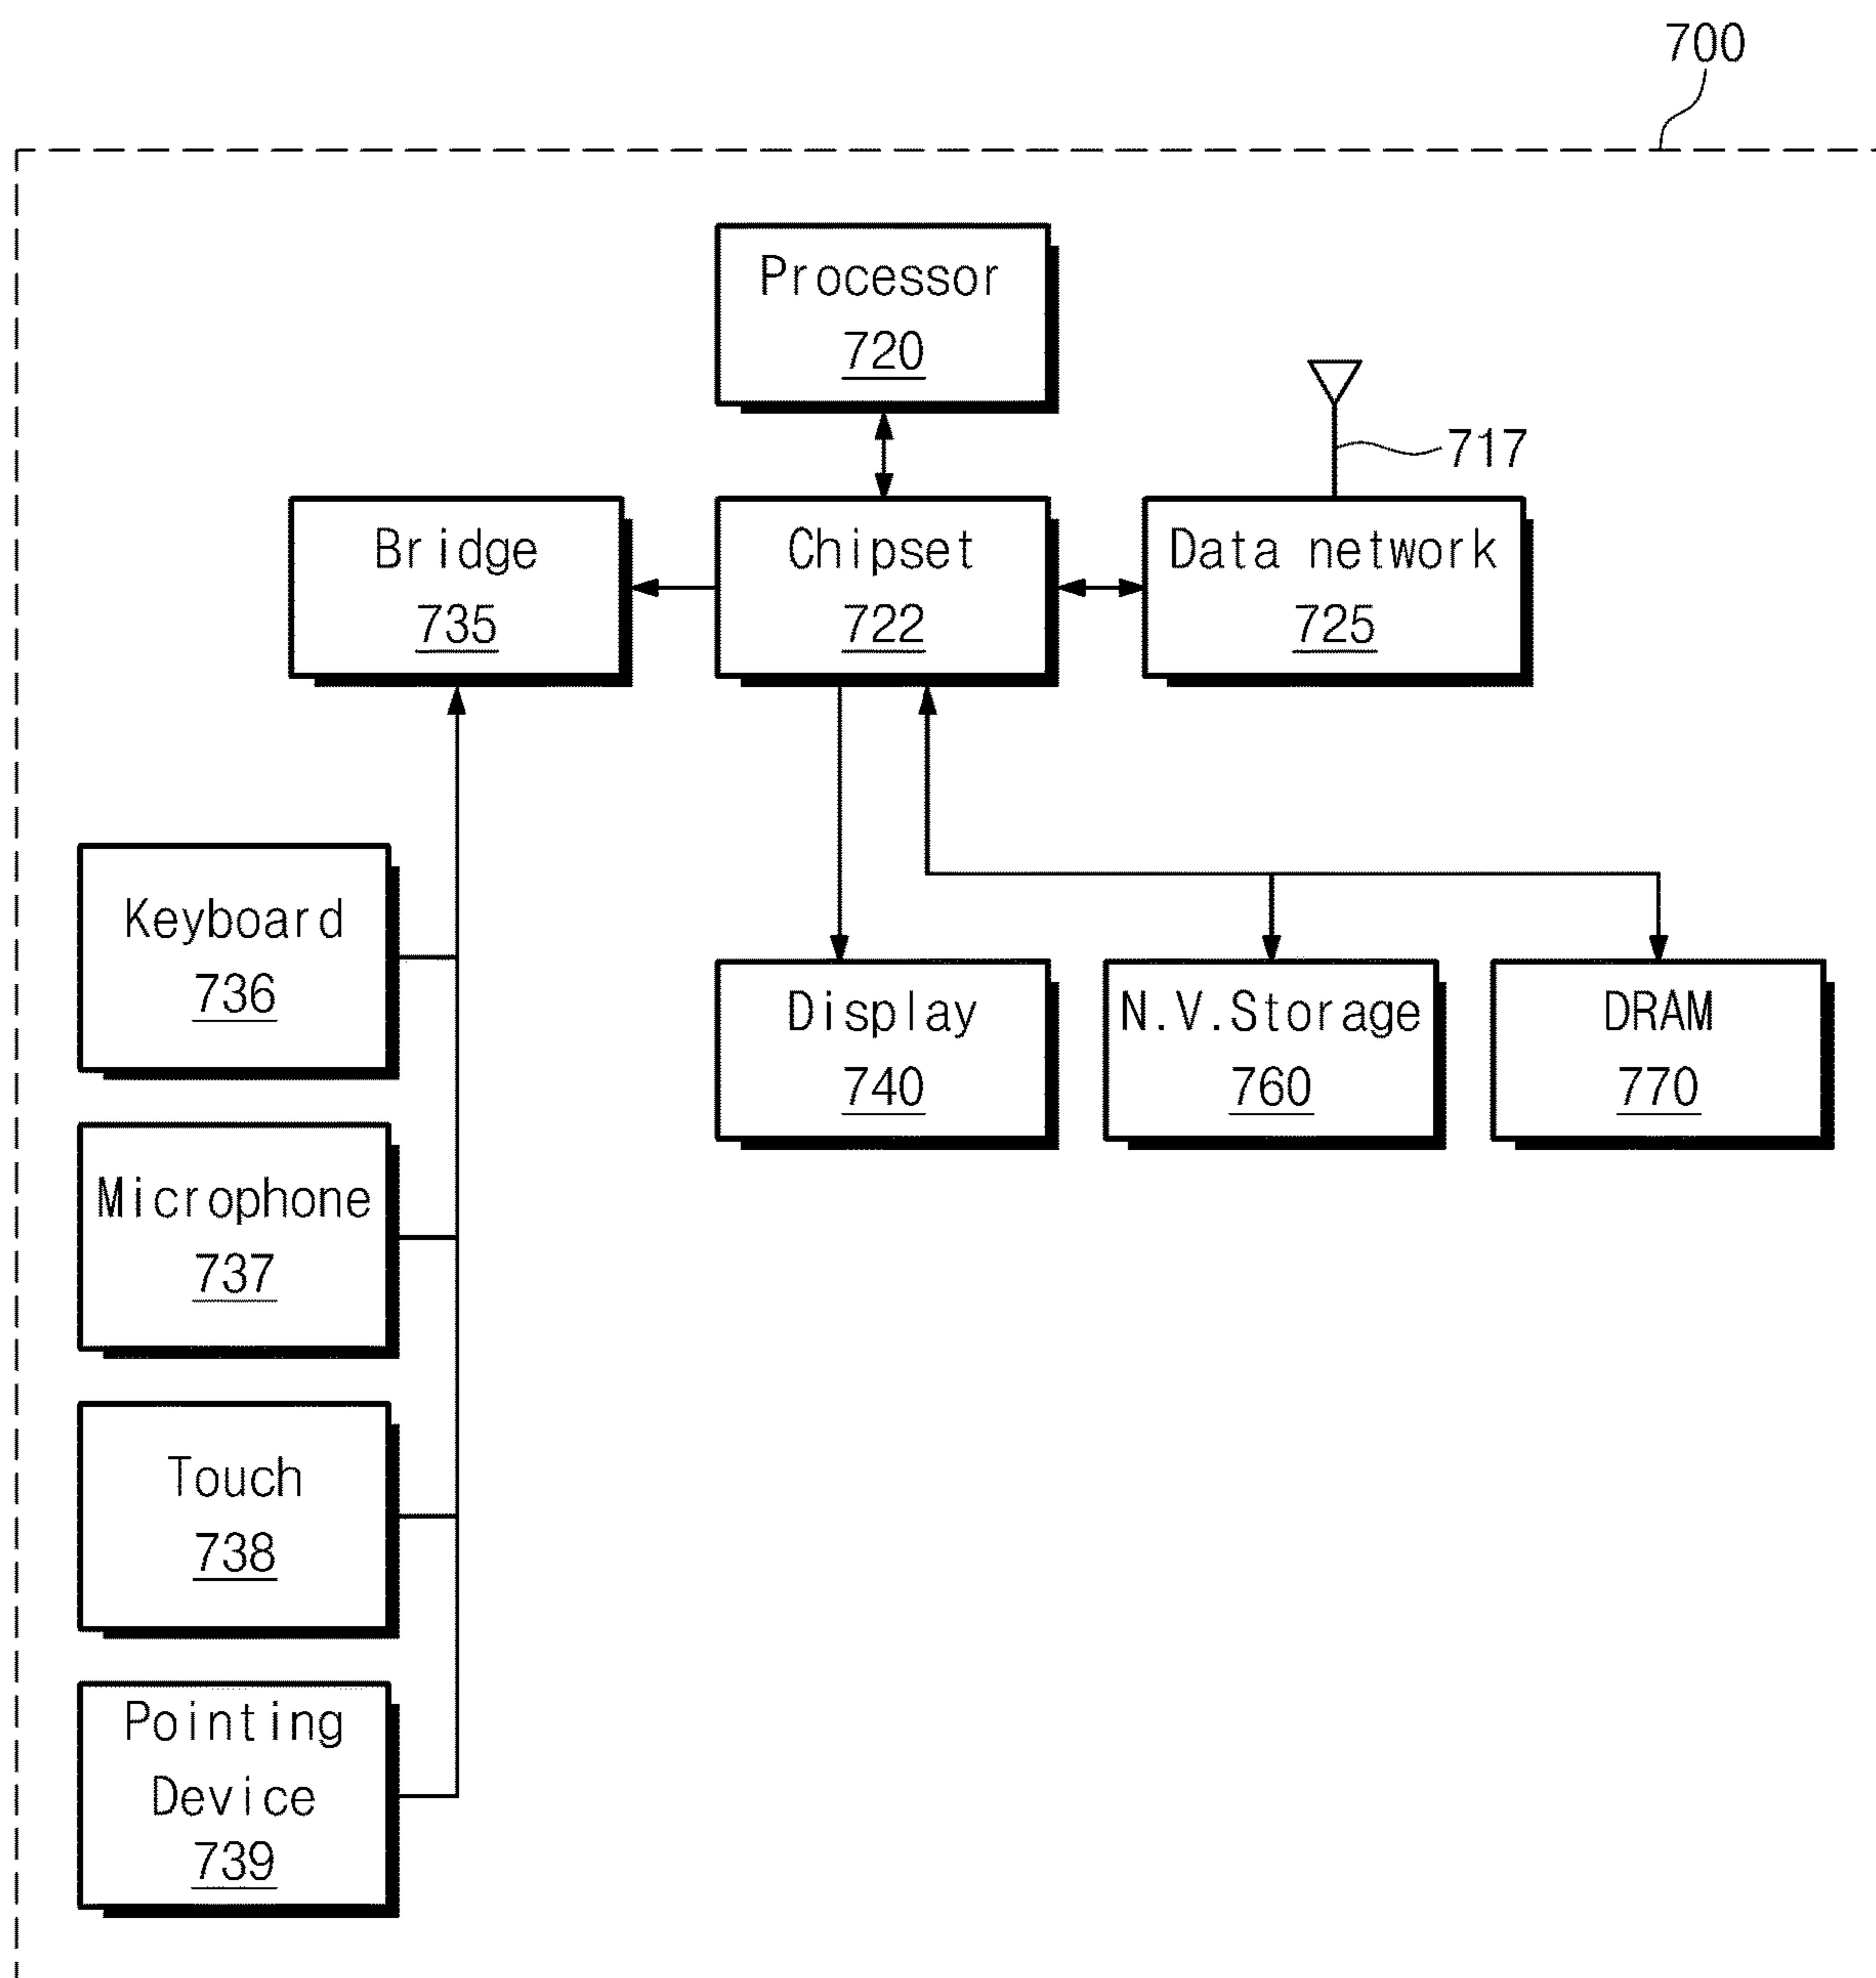 700
Processor
720
717
Bridge
735
Chipset
722
Data network
725
Keyboard
736
Display
740
N.V.Storage
760
DRAM
770
Microphone
737
Touch
738
Pointing
Device
739